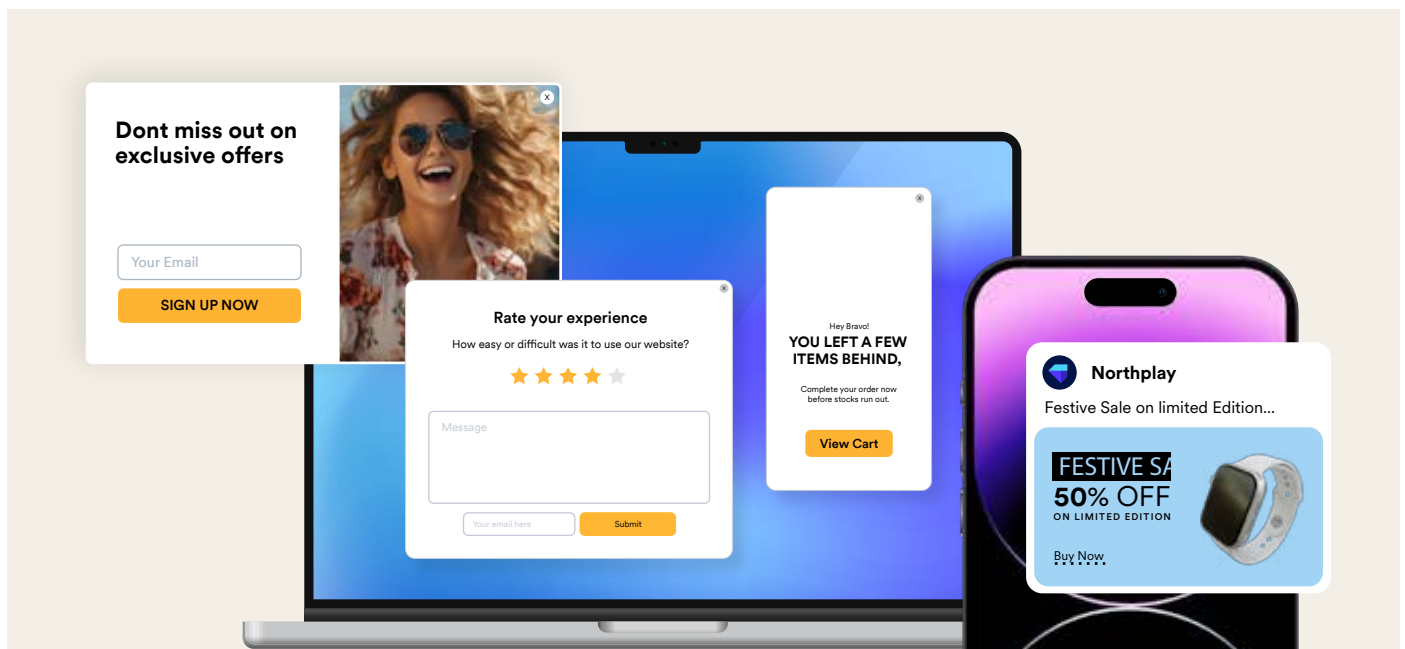 Dont miss out on
exclusive offers
Your Email
SIGN UP NOW
X
X
Rate your experience
How easy or difficult was it to use our website?
Message
Your email here
Submit
X
Hey Bravo!
YOU LEFT A FEW
ITEMS BEHIND,
Complete your order now
before stocks run out.
View Cart
Northplay
Festive Sale on limited Edition...
FESTIVE SA
50% OFF
ON LIMITED EDITION
Buy Now